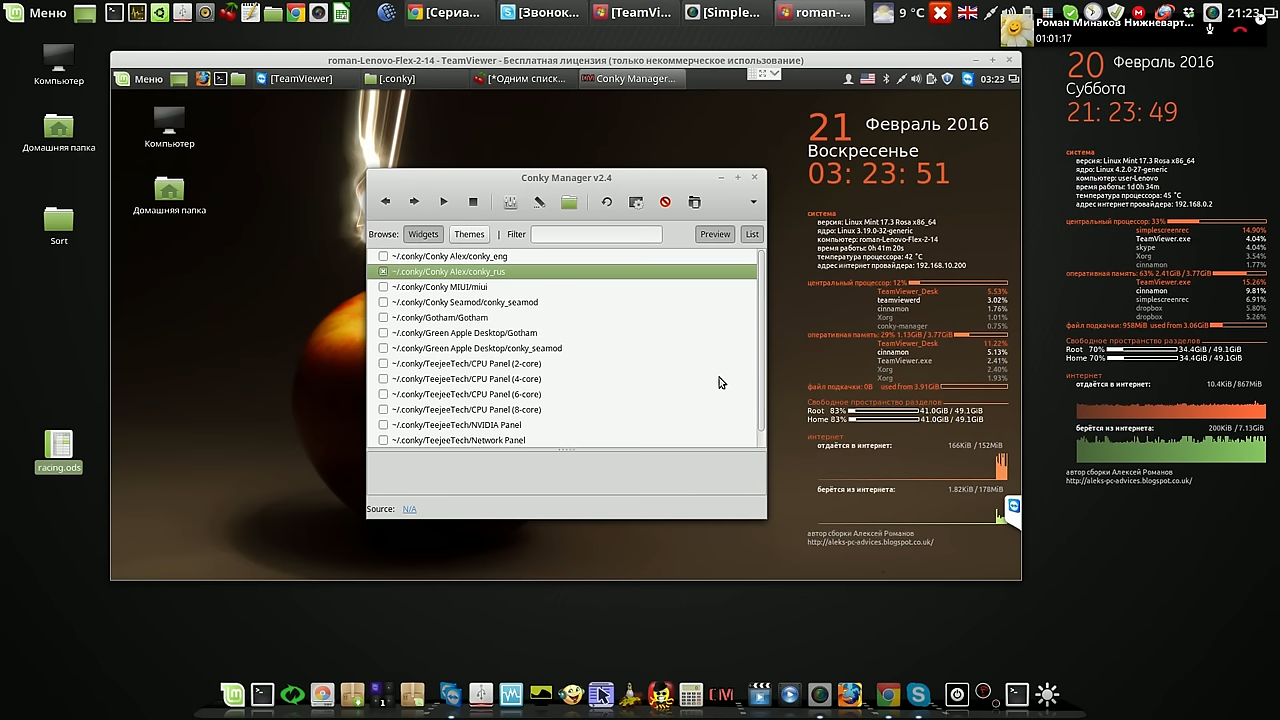 Меню
[Сериа...
[Звонок...
[TeamVi...
[Simple...
roman-...
9 °C
21:23
Роман Минаков Нижневарт...
01:01:17
Компьютер
Домашняя папка
Sort
racing.ods
roman-Lenovo-Flex-2-14 - TeamViewer - Бесплатная лицензия (только некоммерческое использование)
Меню
[TeamViewer]
[.conky]
[*Одним списк...
Conky Manager...
03:23
Компьютер
Домашняя папка
Conky Manager v2.4
Browse:
Widgets
Themes
|
Filter
Preview
List
~/.conky/Conky Alex/conky_eng
~/.conky/Conky Alex/conky_rus
~/.conky/Conky MIUI/miui
~/.conky/Conky Seamod/conky_seamod
~/.conky/Gotham/Gotham
~/.conky/Green Apple Desktop/Gotham
~/.conky/Green Apple Desktop/conky_seamod
~/.conky/TeejeeTech/CPU Panel (2-core)
~/.conky/TeejeeTech/CPU Panel (4-core)
~/.conky/TeejeeTech/CPU Panel (6-core)
~/.conky/TeejeeTech/CPU Panel (8-core)
~/.conky/TeejeeTech/NVIDIA Panel
~/.conky/TeejeeTech/Network Panel
Source: N/A
21 Февраль 2016
Воскресенье
03: 23: 51
система
версия: Linux Mint 17.3 Rosa x86_64
ядро: Linux 3.19.0-32-generic
компьютер: roman-Lenovo-Flex-2-14
время работы: 0h 41m 20s
температура процессора: 42 °C
адрес интернет провайдера: 192.168.10.200
центральный процессор: 12%
TeamViewer_Desk 5.53%
teamviewerd 3.02%
cinnamon 1.76%
Xorg 1.01%
conky-manager 0.75%
оперативная память: 29% 1.13GiB / 3.77GiB
TeamViewer_Desk 11.22%
cinnamon 5.13%
TeamViewer.exe 2.41%
Xorg 2.40%
Xorg 1.93%
файл подкачки: 0B used from 3.91GiB
Свободное пространство разделов
Root 83% 41.0GiB / 49.1GiB
Home 83% 41.0GiB / 49.1GiB
интернет
отдаётся в интернет: 166KiB / 152MiB
берётся из интернета: 1.82KiB / 178MiB
автор сборки Алексей Романов
http://aleks-pc-advices.blogspot.co.uk/
20 Февраль 2016
Суббота
21: 23: 49
система
версия: Linux Mint 17.3 Rosa x86_64
ядро: Linux 4.2.0-27-generic
компьютер: user-Lenovo
время работы: 1d 0h 34m
температура процессора: 45 °C
адрес интернет провайдера: 192.168.0.2
центральный процессор: 33%
simplescreenrec 14.90%
TeamViewer.exe 4.04%
skype 4.04%
Xorg 3.54%
cinnamon 1.77%
оперативная память: 63% 2.41GiB / 3.77GiB
TeamViewer.exe 15.26%
cinnamon 9.81%
simplescreenrec 6.91%
dropbox 5.80%
dropbox 5.26%
файл подкачки: 958MiB used from 3.06GiB
Свободное пространство разделов
Root 70% 34.4GiB / 49.1GiB
Home 70% 34.4GiB / 49.1GiB
интернет
отдаётся в интернет: 10.4KiB / 867MiB
берётся из интернета: 200KiB / 7.13GiB
автор сборки Алексей Романов
http://aleks-pc-advices.blogspot.co.uk/